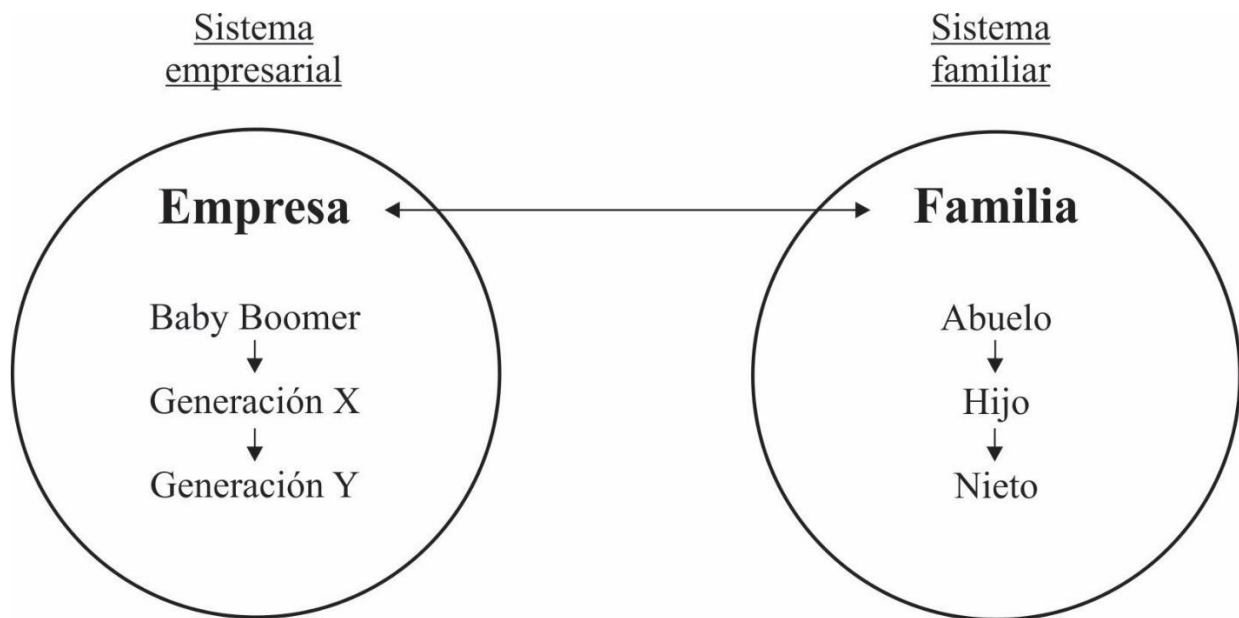 Sistema
empresarial
Sistema
familiar
Empresa
Familia
Baby Boomer
Generación X
Generación Y
Abuelo
Hijo
Nieto